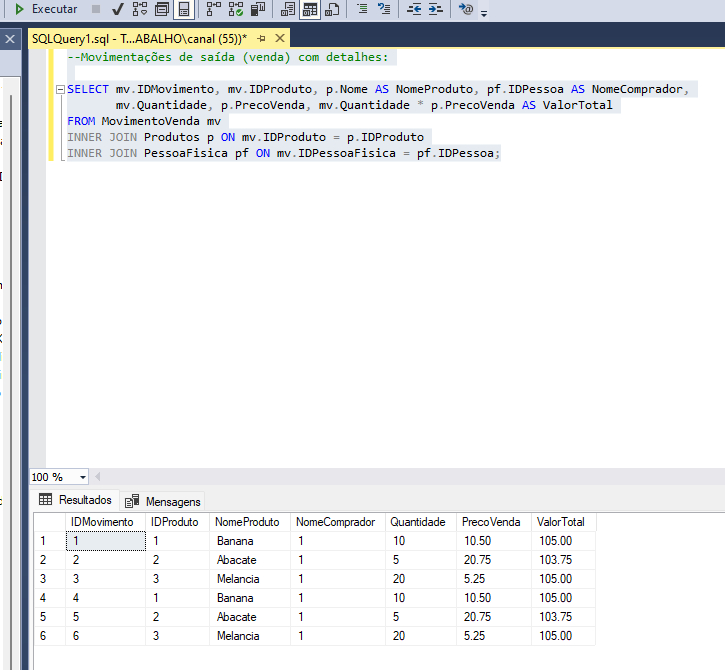 Executar
SQLQuery1.sql - T...ABALHO\canal (55))*
--Movimentações de saída (venda) com detalhes:
SELECT mv.IDMovimento, mv.IDProduto, p.Nome AS NomeProduto, pf.IDPessoa AS NomeComprador,
mv.Quantidade, p.PrecoVenda, mv.Quantidade * p.PrecoVenda AS ValorTotal
FROM MovimentoVenda mv
INNER JOIN Produtos p ON mv.IDProduto = p.IDProduto
INNER JOIN PessoaFisica pf ON mv.IDPessoaFisica = pf.IDPessoa;
100 %
Resultados Mensagens
IDMovimento IDProduto NomeProduto NomeComprador Quantidade PrecoVenda ValorTotal
1 1 1 Banana 1 10 10.50 105.00
2 2 2 Abacate 1 5 20.75 103.75
3 3 3 Melancia 1 20 5.25 105.00
4 4 1 Banana 1 10 10.50 105.00
5 5 2 Abacate 1 5 20.75 103.75
6 6 3 Melancia 1 20 5.25 105.00